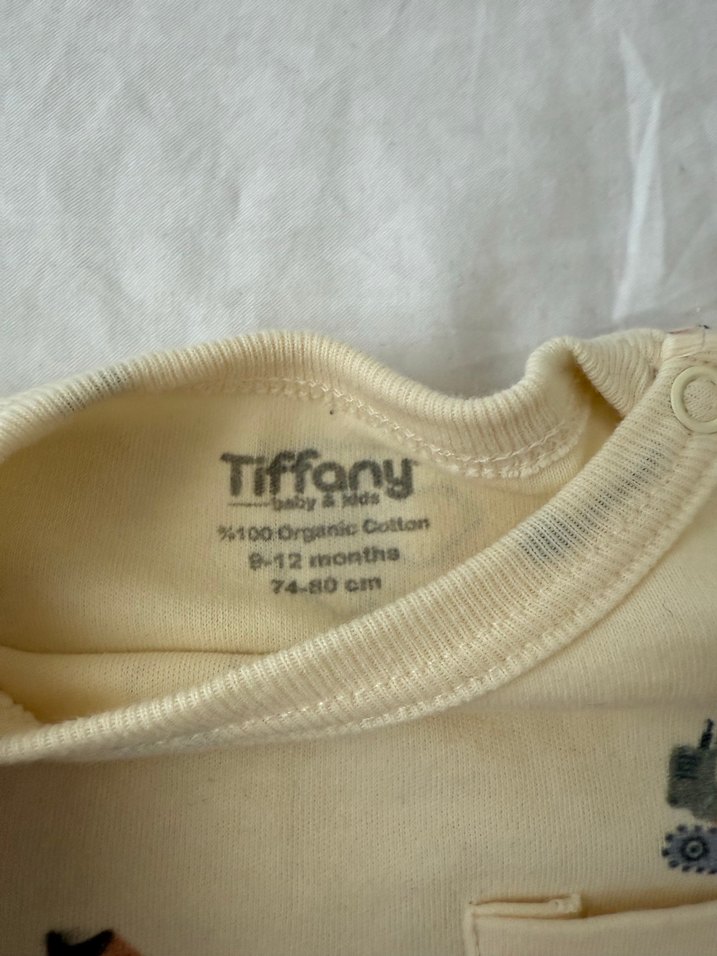 Tiffany
baby & kids
%100 Organic Cotton
9-12 months
74-80 cm